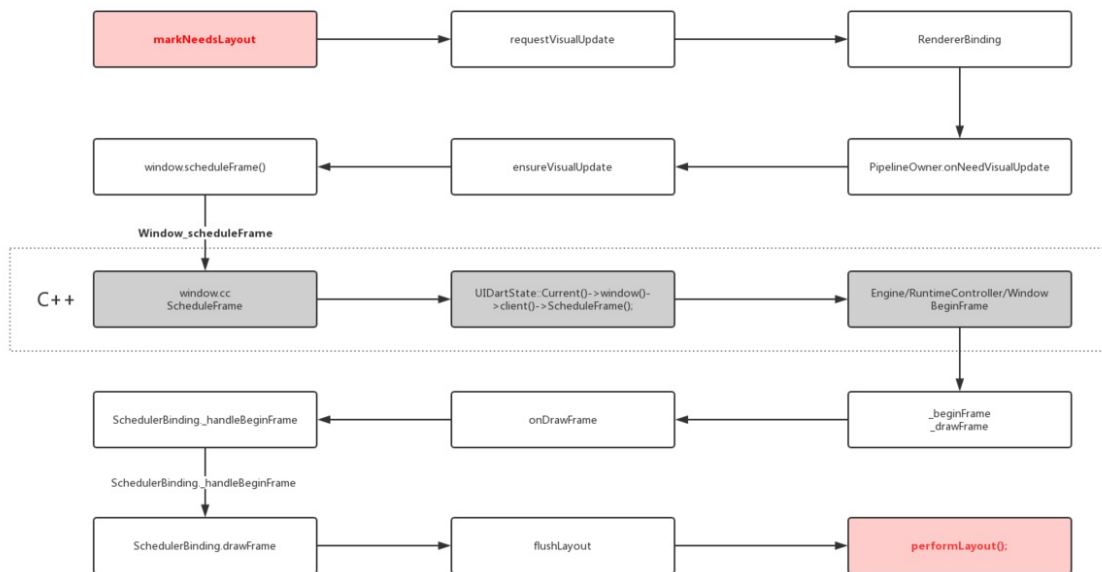 markNeedsLayout
requestVisualUpdate
RendererBinding
window.scheduleFrame()
ensureVisualUpdate
PipelineOwner.onNeedVisualUpdate
Window_scheduleFrame
C++
window.cc
ScheduleFrame
UIDartState::Current()->window()-
>client()->ScheduleFrame();
Engine/RuntimeController/Window
BeginFrame
SchedulerBinding._handleBeginFrame
onDrawFrame
_beginFrame
_drawFrame
SchedulerBinding._handleBeginFrame
SchedulerBinding.drawFrame
flushLayout
performLayout();